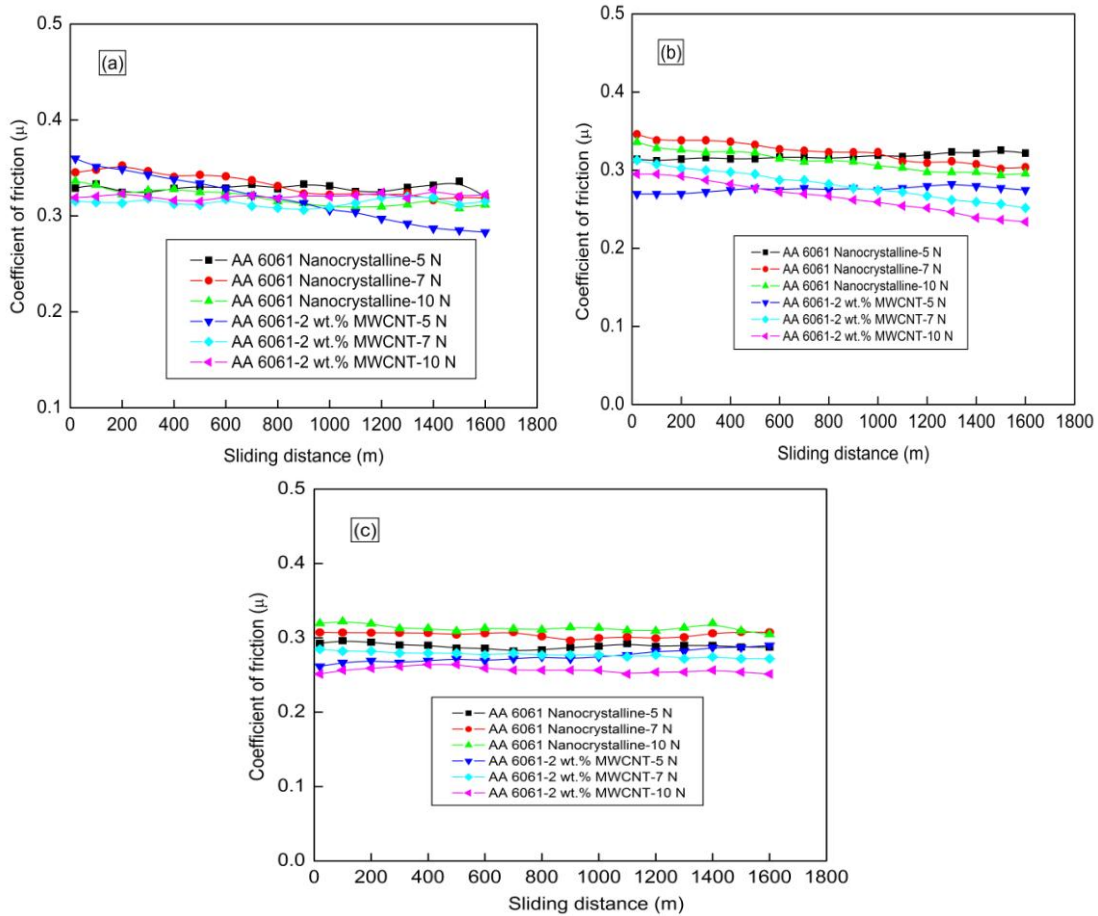 0.5
0.4
0.3
0.2
0.1
Coefficient of friction (μ)
(a)
AA 6061 Nanocrystalline-5 N
AA 6061 Nanocrystalline-7 N
AA 6061 Nanocrystalline-10 N
AA 6061-2 wt.% MWCNT-5 N
AA 6061-2 wt.% MWCNT-7 N
AA 6061-2 wt.% MWCNT-10 N
0 200 400 600 800 1000 1200 1400 1600 1800
Sliding distance (m)
0.5
0.4
0.3
0.2
0.1
0.0
Coefficient of friction (μ)
(b)
AA 6061 Nanocrystalline-5 N
AA 6061 Nanocrystalline-7 N
AA 6061 Nanocrystalline-10 N
AA 6061-2 wt.% MWCNT-5 N
AA 6061-2 wt.% MWCNT-7 N
AA 6061-2 wt.% MWCNT-10 N
0 200 400 600 800 1000 1200 1400 1600 1800
Sliding distance (m)
0.5
0.4
0.3
0.2
0.1
0.0
Coefficient of friction (μ)
(c)
AA 6061 Nanocrystalline-5 N
AA 6061 Nanocrystalline-7 N
AA 6061 Nanocrystalline-10 N
AA 6061-2 wt.% MWCNT-5 N
AA 6061-2 wt.% MWCNT-7 N
AA 6061-2 wt.% MWCNT-10 N
0 200 400 600 800 1000 1200 1400 1600 1800
Sliding distance (m)